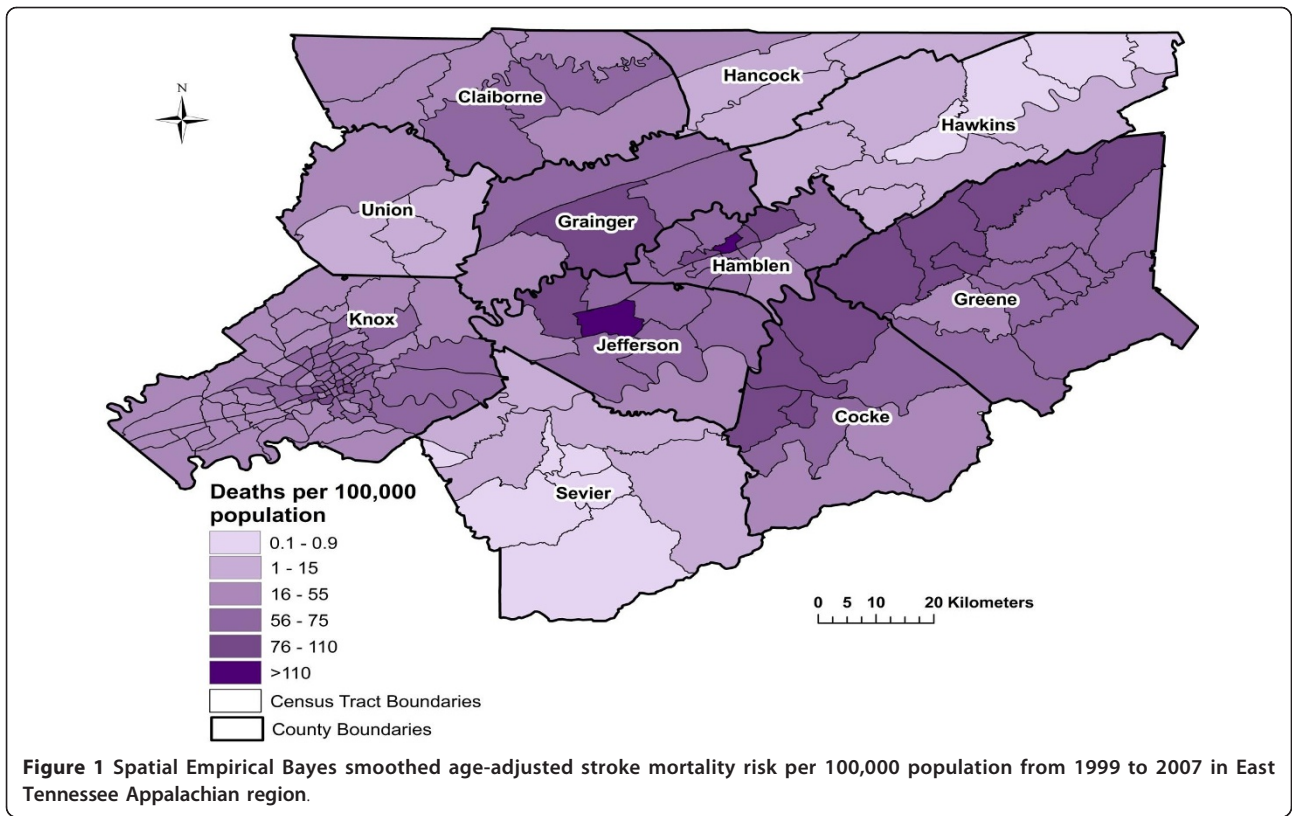 N
Hancock
Claiborne
Hawkins
Union
Grainger
Hamblen
Greene
Knox
Jefferson
Cocke
Sevier
Deaths per 100,000
population
0.1 - 0.9
1 - 15
16 - 55
56 - 75
76 - 110
>110
Census Tract Boundaries
County Boundaries
0 5 10 20 Kilometers
Figure 1 Spatial Empirical Bayes smoothed age-adjusted stroke mortality risk per 100,000 population from 1999 to 2007 in East
Tennessee Appalachian region.